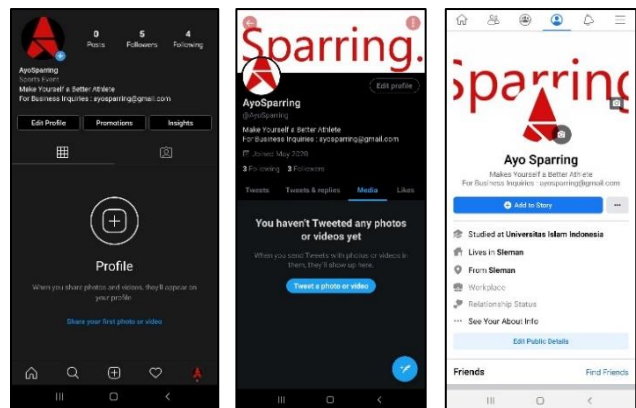 0 5 4
Posts Followers Following
AyoSparring
Sports Event
Make Yourself a Better Athlete
For Business Inquiries : ayosparring@gmail.com
Edit Profile Promotions Insights
Profile
When you share photos and videos, they'll appear on
your profile
Share your first photo or video
Sparring.
Edit profile
AyoSparring
@AyoSparring
Make Yourself a Better Athlete
For Business Inquiries : ayosparring@gmail.com
Joined May 2020
3 Following 3 Followers
Tweets Tweets & replies Media Likes
You haven't Tweeted any photos
or videos yet
When you send Tweets with photos or videos in
them, they'll show up here.
Tweet a photo or video
sparring
Ayo Sparring
Makes Yourself a Better Athlete
For Business Inquiries : ayosparring@gmail.com
Add to Story
Studied at Universitas Islam Indonesia
Lives in Sleman
From Sleman
Workplace
Relationship Status
See Your About Info
Edit Public Details
Friends Find Friends